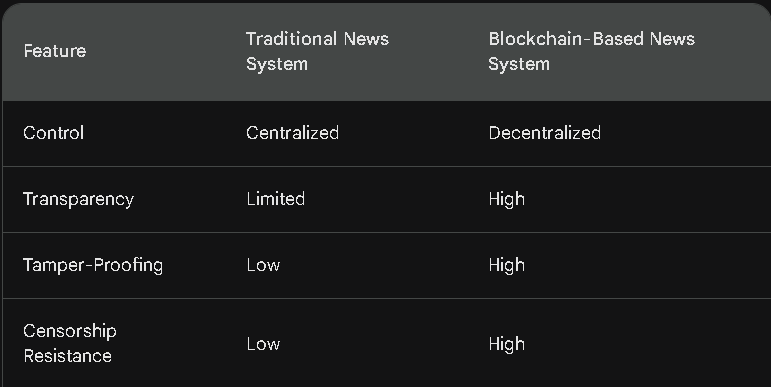 Feature
Traditional News
System
Blockchain-Based News
System
Control
Centralized
Decentralized
Transparency
Limited
High
Tamper-Proofing
Low
High
Censorship
Resistance
Low
High